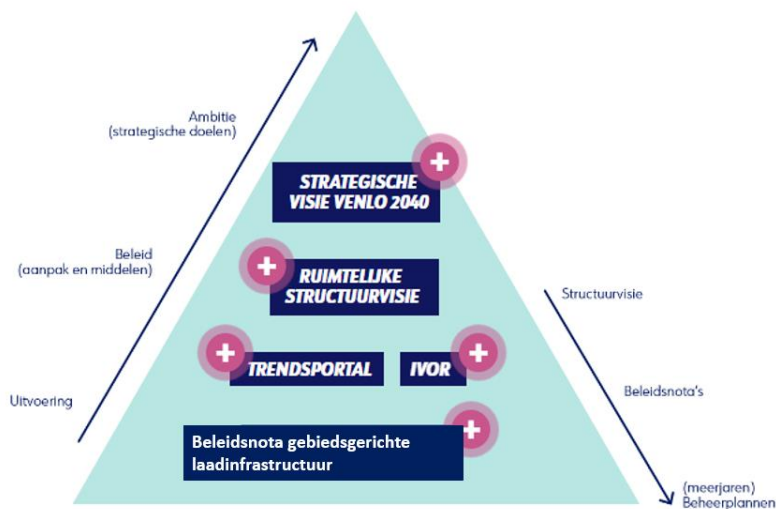 Ambitie
(strategische doelen)
STRATEGISCHE
VISIE VENLO 2040
Beleid
(aanpak en middelen)
RUIMTELIJKE
STRUCTUURVISIE
Structuurvisie
TRENDSPORTAL
IVOR
Uitvoering
Beleidsnota's
Beleidsnota gebiedsgerichte
laadinfrastructuur
(meerjaren)
Beheerplannen